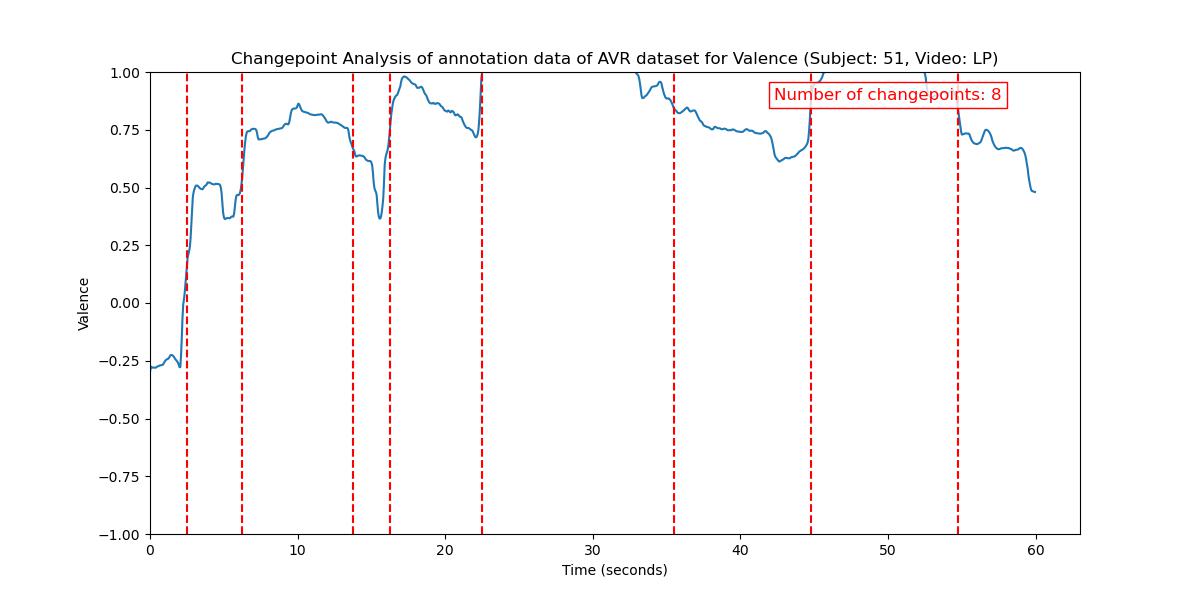 Changepoint Analysis of annotation data of AVR dataset for Valence (Subject: 51, Video: LP)
Number of changepoints: 8
1.00
0.75
0.50
0.25
0.00
−0.25
−0.50
−0.75
−1.00
Valence
0 10 20 30 40 50 60
Time (seconds)